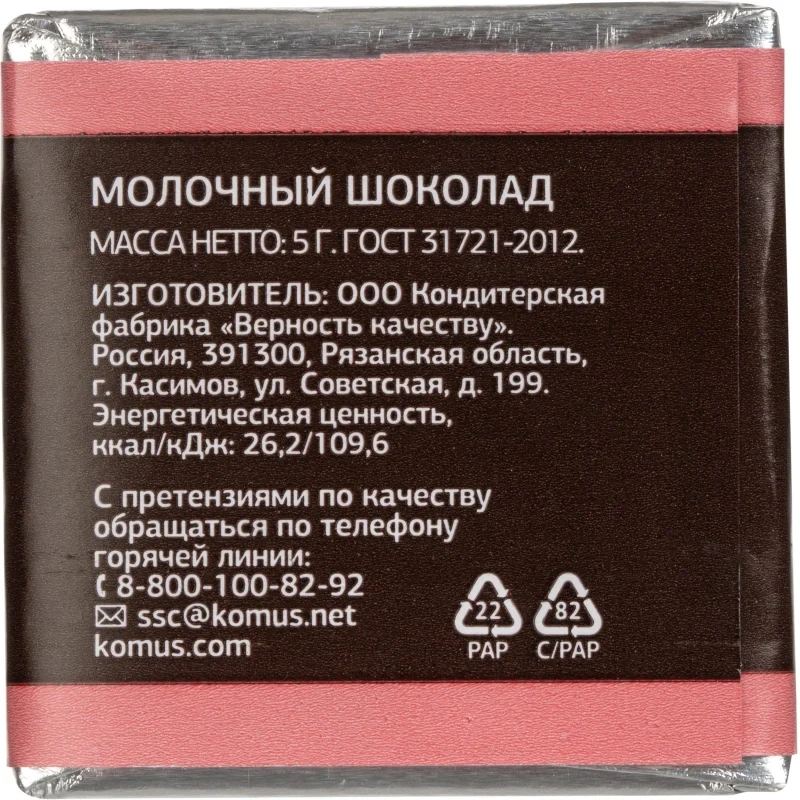 МОЛОЧНЫЙ ШОКОЛАД
МАССА НЕТТО: 5 Г. ГОСТ 31721-2012.
ИЗГОТОВИТЕЛЬ: ООО Кондитерская
фабрика «Верность качеству».
Россия, 391300, Рязанская область,
г. Касимов, ул. Советская, д. 199.
Энергетическая ценность,
ккал/кДж: 26,2/109,6
С претензиями по качеству
обращаться по телефону
горячей линии:
8-800-100-82-92
ssc@komus.net
komus.com
22 82
PAP C/PAP